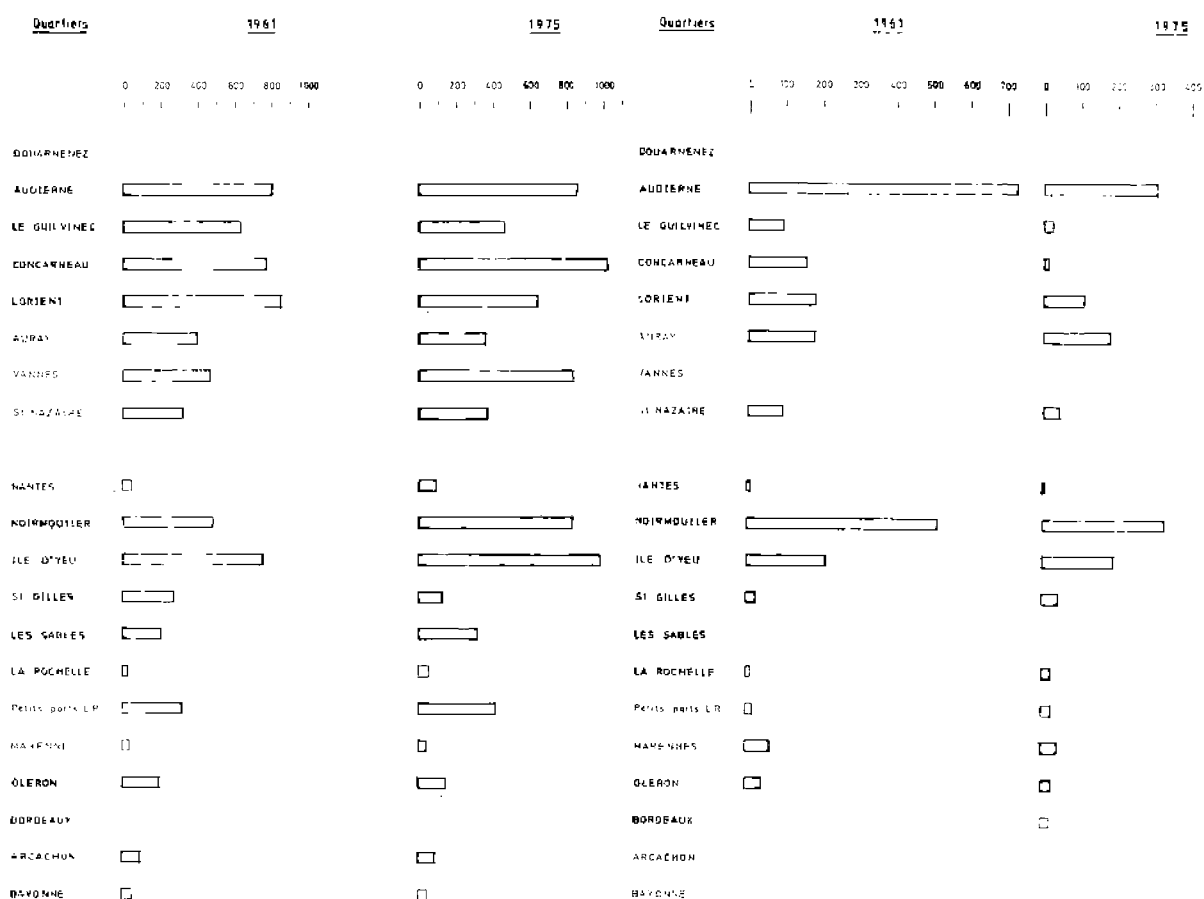 Quartiers 1961 1975 Quartiers 1961 1975
0 200 400 600 800 1000 0 200 400 600 800 1000 0 100 200 300 400 500 600 700 0 100 200 300 400
DOUARNENEZ DOUARNENEZ
AUDIERNE AUDIERNE
LE GUILVINEC LE GUILVINEC
CONCARNEAU CONCARNEAU
LORIENT LORIENT
AURAY AURAY
VANNES VANNES
St NAZAIRE St NAZAIRE
NANTES NANTES
NOIRMOUTIER NOIRMOUTIER
ILE D'YEU ILE D'YEU
St GILLES St GILLES
LES SABLES LES SABLES
LA ROCHELLE LA ROCHELLE
Petits ports L.R Petits ports L.R
MARENNE MARENNES
OLERON OLERON
BORDEAUX BORDEAUX
ARCACHON ARCACHON
BAYONNE BAYONNE